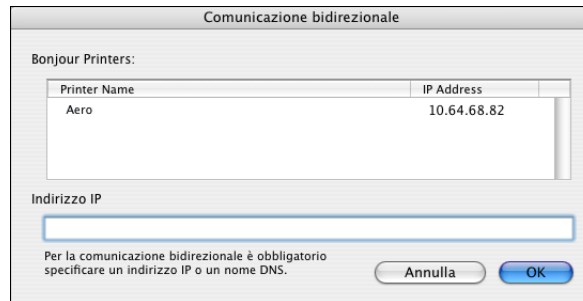 Comunicazione bidirezionale
Bonjour Printers:
Printer Name IP Address
Aero 10.64.68.82
Indirizzo IP
Per la comunicazione bidirezionale è obbligatorio
specificare un indirizzo IP o un nome DNS.
Annulla OK